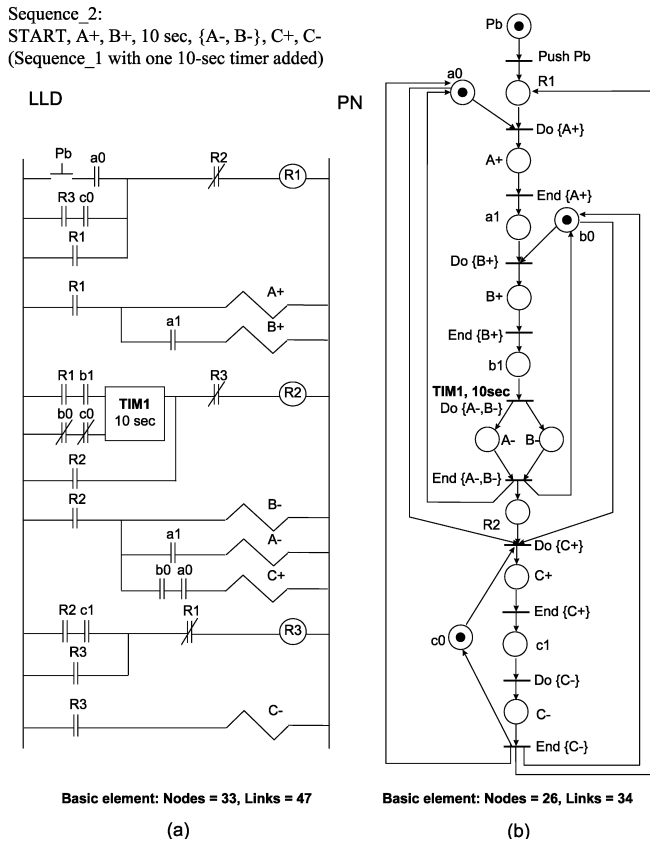 Sequence_2:
START, A+, B+, 10 sec, {A-, B-}, C+, C-
(Sequence_1 with one 10-sec timer added)
LLD
Pb
a0
R2
R1
R3 c0
R1
R1
A+
a1
B+
R1 b1
TIM1
10 sec
R3
R2
b0 c0
R2
R2
B-
a1
A-
b0 a0
C+
R2 c1
R1
R3
R3
R3
C-
Basic element: Nodes = 33, Links = 47
(a)
PN
Pb
Push Pb
a0
R1
Do {A+}
A+
End {A+}
a1
b0
Do {B+}
B+
End {B+}
b1
TIM1, 10sec
Do {A-,B-}
A- B-
End {A-,B-}
R2
Do {C+}
C+
End {C+}
c0
c1
Do {C-}
C-
End {C-}
Basic element: Nodes = 26, Links = 34
(b)